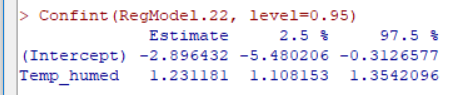 > Confint(RegModel.22, level=0.95)
Estimate 2.5 % 97.5 %
(Intercept) -2.896432 -5.480206 -0.3126577
Temp_humed 1.231181 1.108153 1.3542096